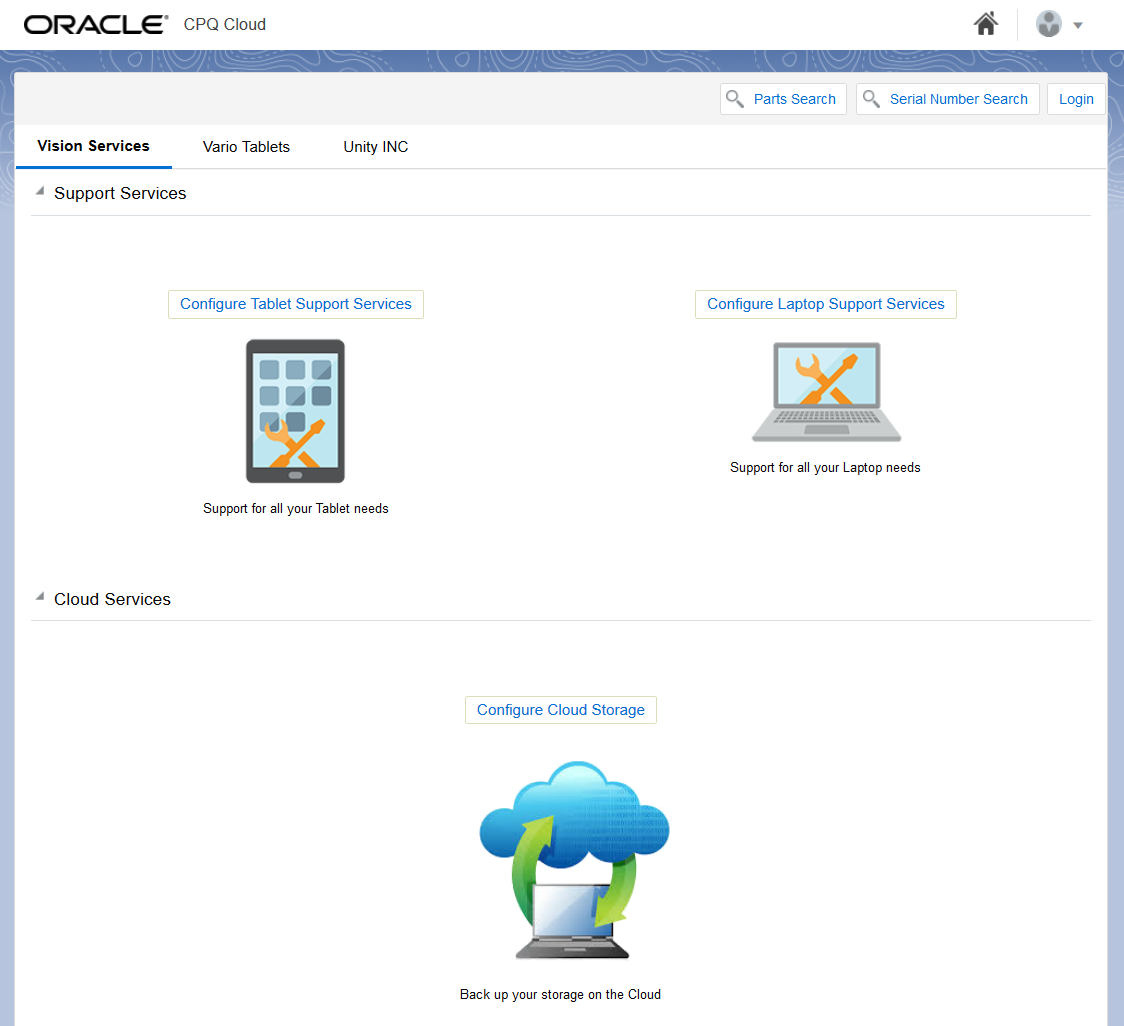 ORACLE® CPQ Cloud
Parts Search Serial Number Search Login
Vision Services Vario Tablets Unity INC
Support Services
Configure Tablet Support Services Configure Laptop Support Services
Support for all your Laptop needs
Support for all your Tablet needs
Cloud Services
Configure Cloud Storage
Back up your storage on the Cloud